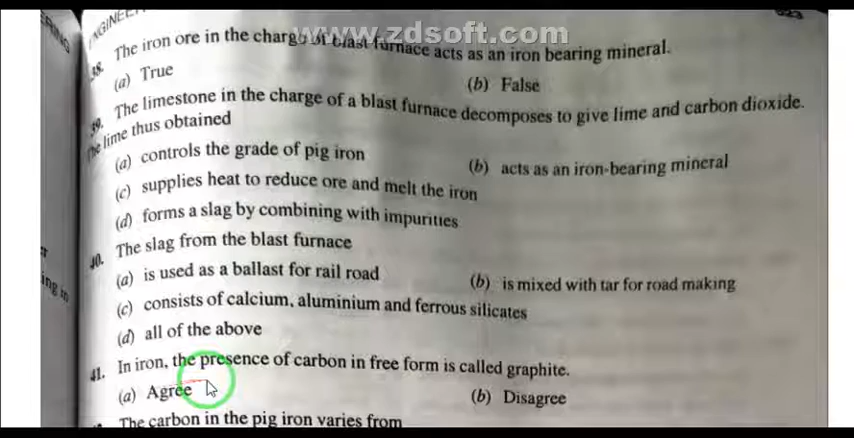 www.zdsoft.com
38. The iron ore in the charge of blast furnace acts as an iron bearing mineral.
(a) True (b) False
39. The limestone in the charge of a blast furnace decomposes to give lime and carbon dioxide.
The lime thus obtained
(a) controls the grade of pig iron (b) acts as an iron-bearing mineral
(c) supplies heat to reduce ore and melt the iron
(d) forms a slag by combining with impurities
40. The slag from the blast furnace
(a) is used as a ballast for rail road (b) is mixed with tar for road making
(c) consists of calcium, aluminium and ferrous silicates
(d) all of the above
41. In iron, the presence of carbon in free form is called graphite.
(a) Agree (b) Disagree
The carbon in the pig iron varies from